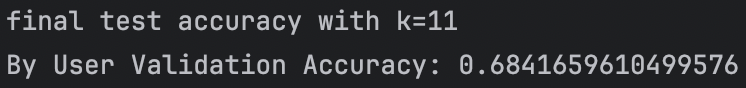 final test accuracy with k=11
By User Validation Accuracy: 0.6841659610499576